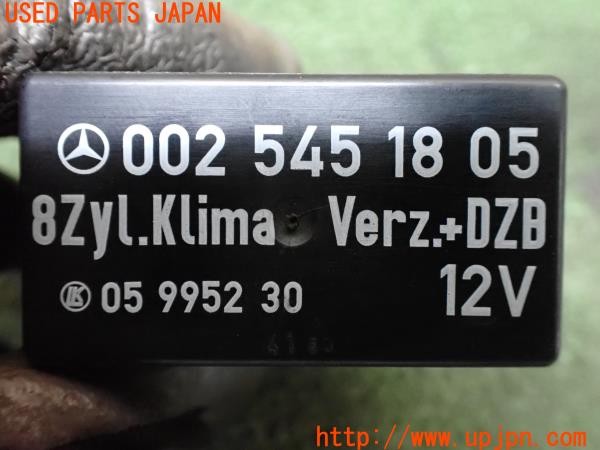 USED PARTS JAPAN
002 545 18 05
8Zyl.Klima Verz.+DZB
05 9952 30 12V
http://www.upjpn.com/